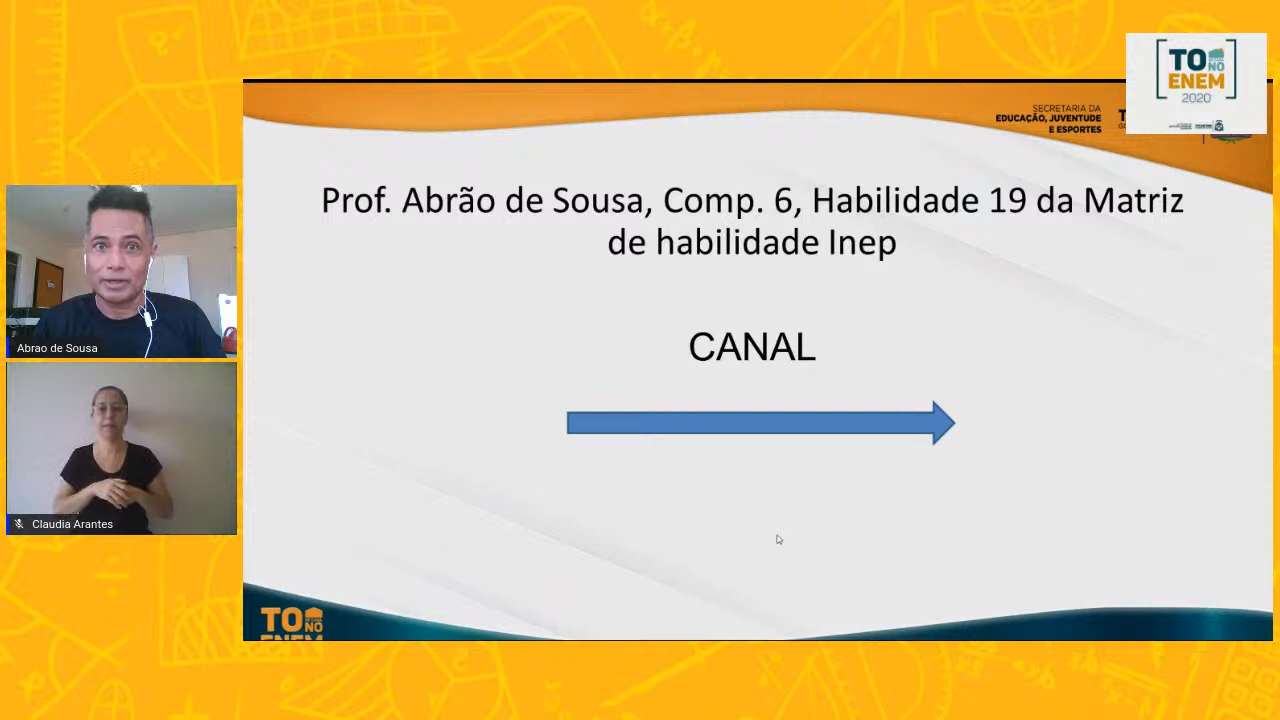 TO
NO
ENEM
2020
SECRETARIA DA
EDUCAÇÃO, JUVENTUDE
E ESPORTES
Prof. Abrão de Sousa, Comp. 6, Habilidade 19 da Matriz
de habilidade Inep
CANAL
Abrao de Sousa
Claudia Arantes
TO
NO
ENEM